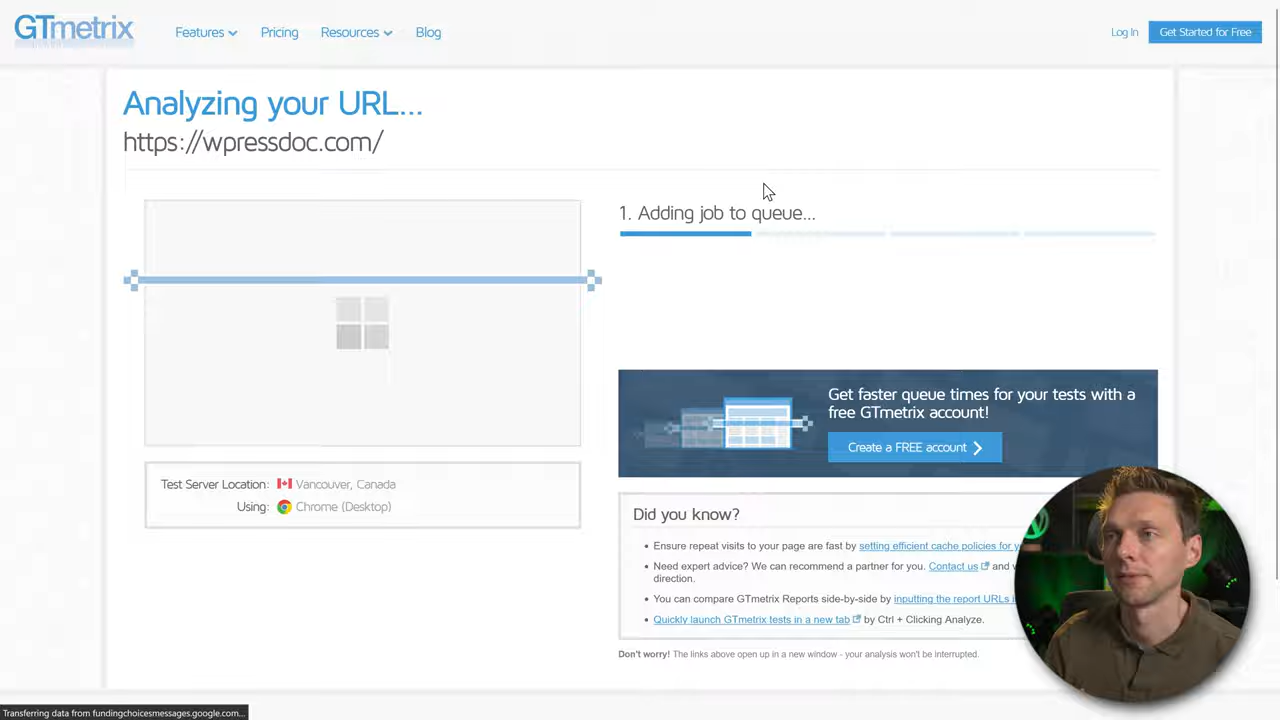 GTmetrix
Features
Pricing
Resources
Blog
Log In
Get Started for Free
Analyzing your URL...
https://wpressdoc.com/
1. Adding job to queue...
Get faster queue times for your tests with a
free GTmetrix account!
Create a FREE account
Test Server Location: Vancouver, Canada
Using: Chrome (Desktop)
Did you know?
• Ensure repeat visits to your page are fast by setting efficient cache policies for
• Need expert advice? We can recommend a partner for you. Contact us and
direction.
• You can compare GTmetrix Reports side-by-side by inputting the report URLs
• Quickly launch GTmetrix tests in a new tab by Ctrl + Clicking Analyze.
Don't worry! The links above open up in a new window - your analysis won't be interrupted.
Transferring data from fundingchoicesmessages.google.com...